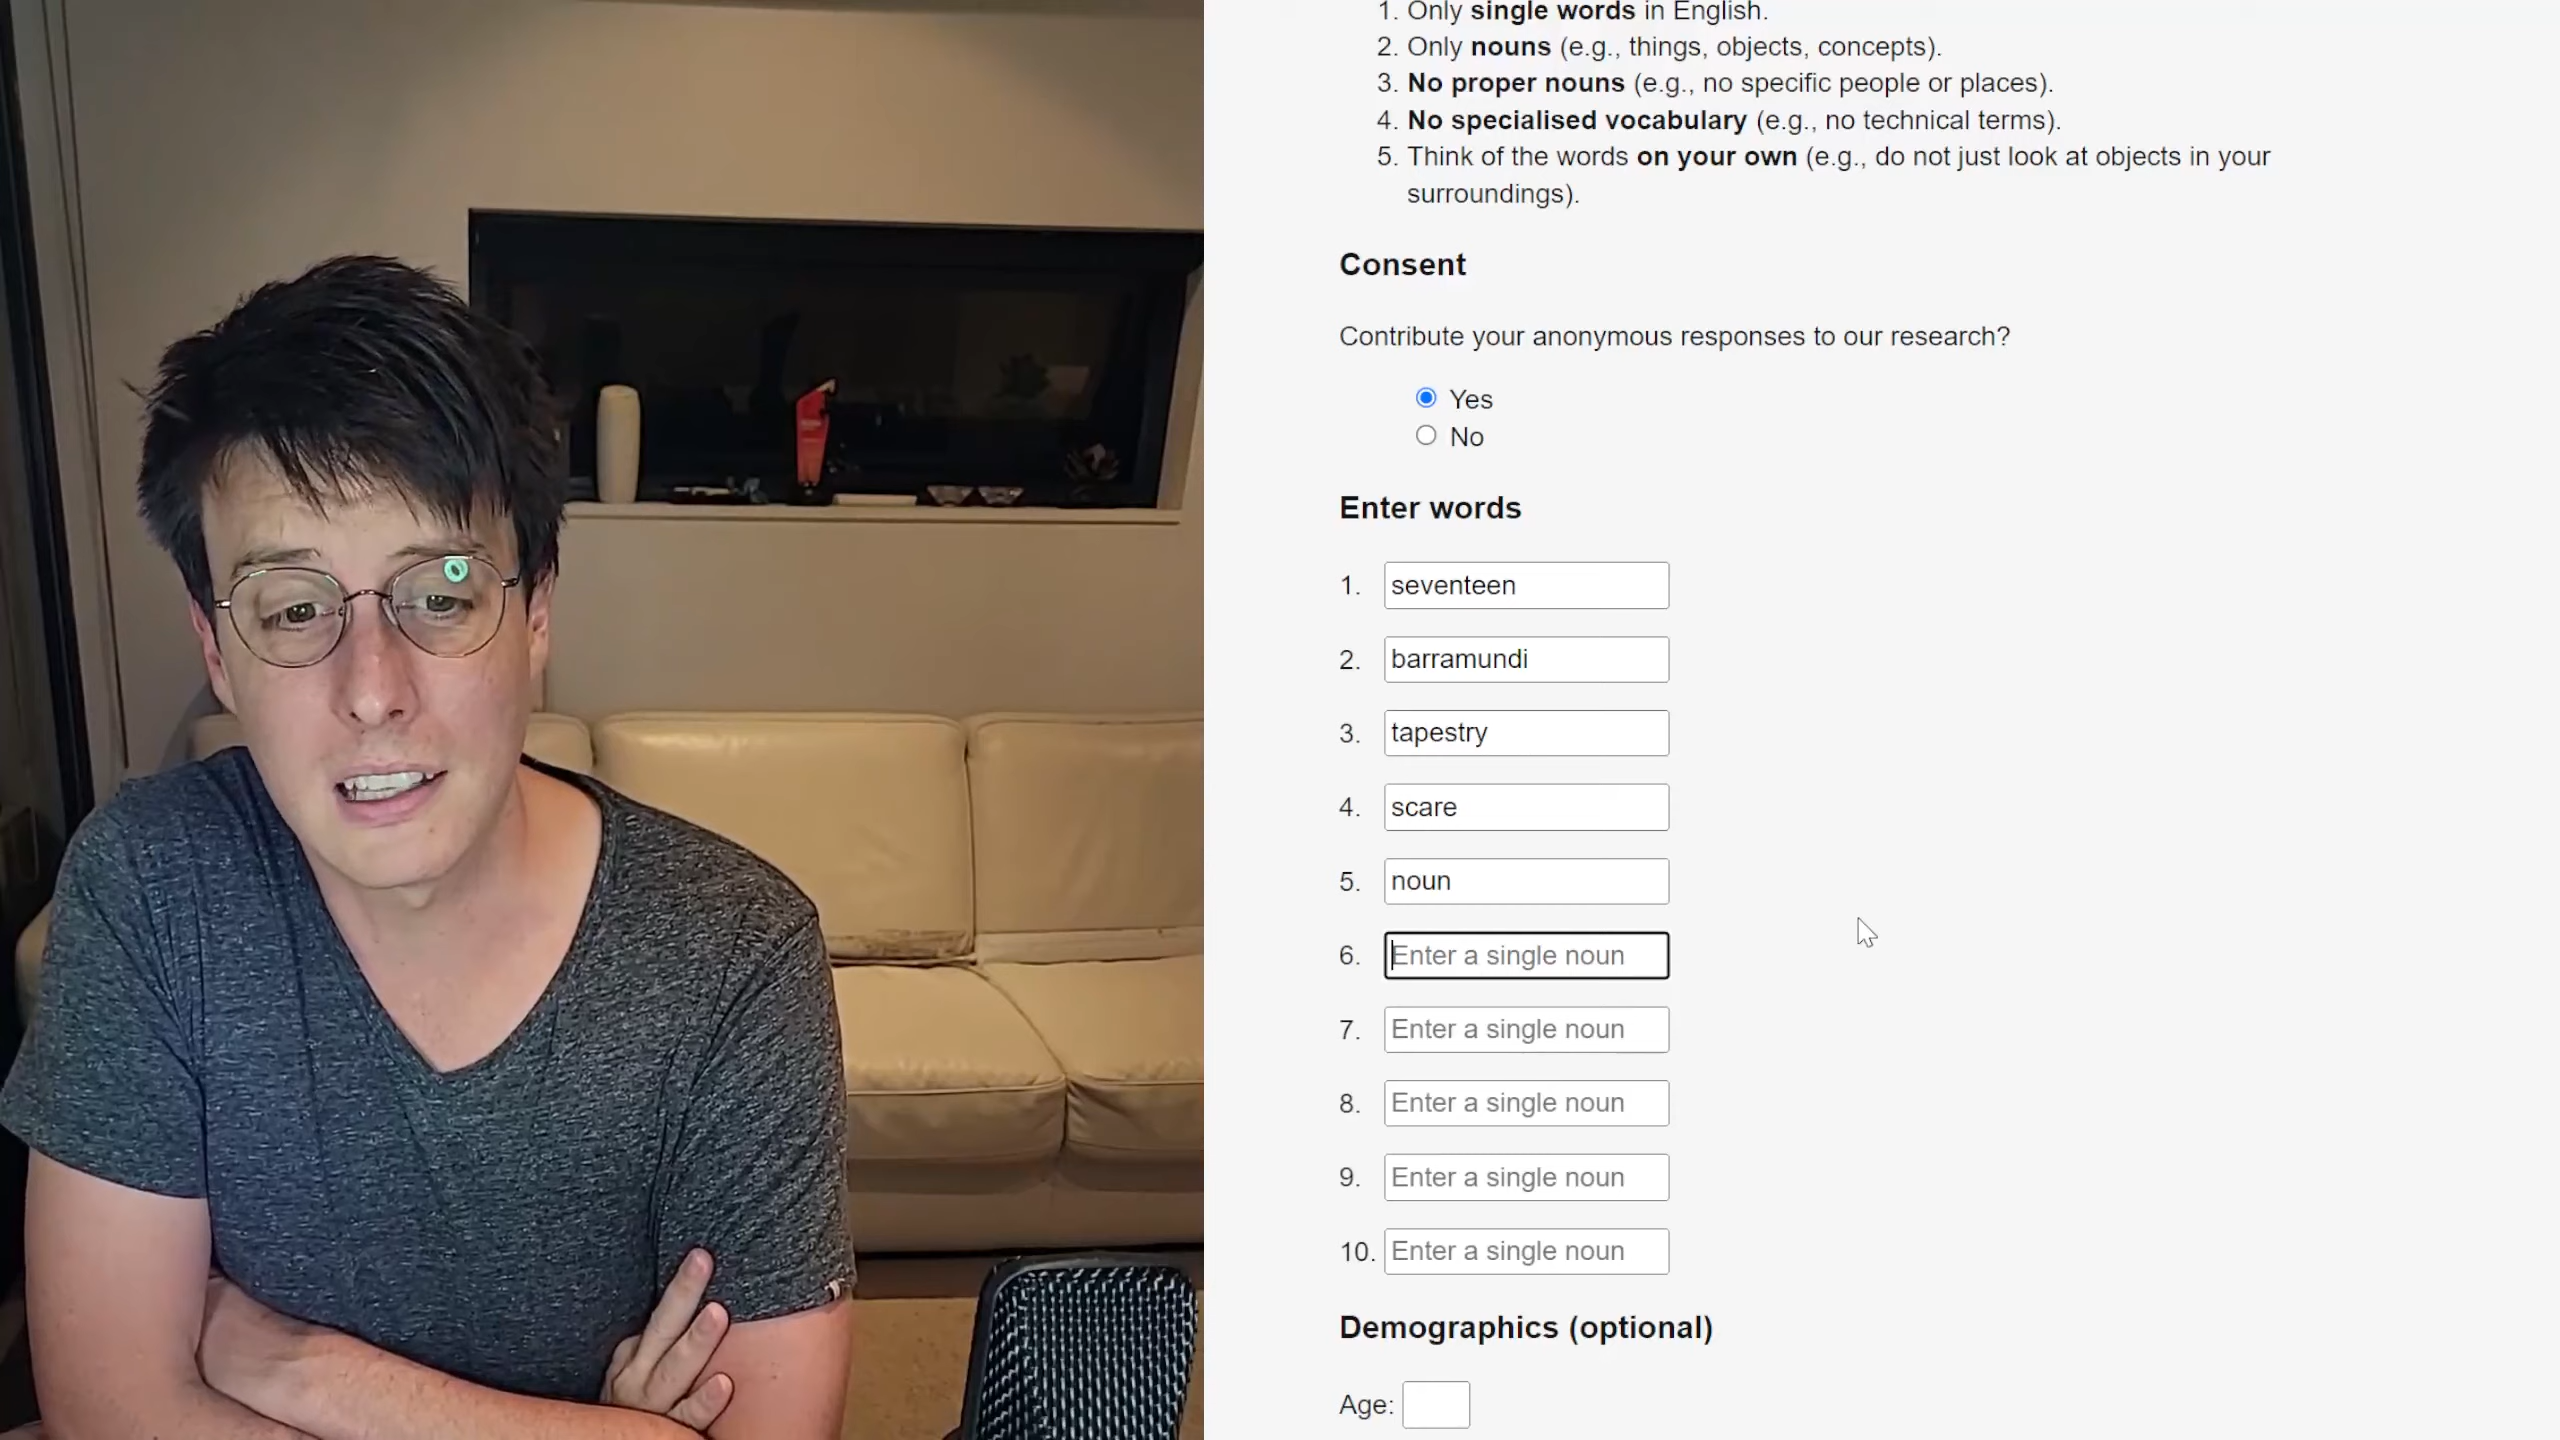 1. Only single words in English.
2. Only nouns (e.g., things, objects, concepts).
3. No proper nouns (e.g., no specific people or places).
4. No specialised vocabulary (e.g., no technical terms).
5. Think of the words on your own (e.g., do not just look at objects in your
surroundings).
Consent
Contribute your anonymous responses to our research?
Yes
No
Enter words
1. seventeen
2. barramundi
3. tapestry
4. scare
5. noun
6. Enter a single noun
7. Enter a single noun
8. Enter a single noun
9. Enter a single noun
10. Enter a single noun
Demographics (optional)
Age: